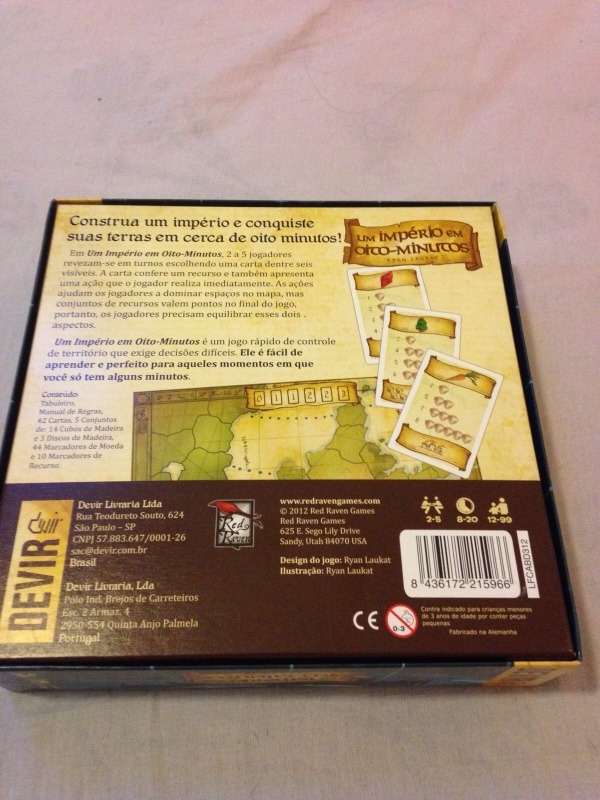 Construa um império e conquiste
suas terras em cerca de oito minutos!
UM IMPÉRIO EM
OITO-MINUTOS
RYAN LAUKAT
Em Um Império em Oito-Minutos, 2 a 5 jogadores
revezam-se em turnos escolhendo uma carta dentre seis
visíveis. A carta confere um recurso e também apresenta
uma ação que o jogador realiza imediatamente. As ações
ajudam os jogadores a dominar espaços no mapa, mas
conjuntos de recursos valem pontos no final do jogo,
portanto, os jogadores precisam equilibrar esses dois
aspectos.
Um Império em Oito-Minutos é um jogo rápido de controle
de território que exige decisões difíceis. Ele é fácil de
aprender e perfeito para aqueles momentos em que
você só tem alguns minutos.
Conteúdo:
Tabuleiro,
Manual de Regras,
42 Cartas, 5 Conjuntos
de: 14 Cubos de Madeira
e 3 Discos de Madeira,
44 Marcadores de Moeda
e 10 Marcadores de
Recurso.
0 1 1 2 2 3
DEVIR
Devir
Devir Livraria Ltda
Rua Teodureto Souto, 624
São Paulo – SP
CNPJ 57.883.647/0001-26
sac@devir.com.br
Brasil
Devir Livraria, Lda
Pólo Ind. Brejos de Carreteiros
Esc. 2 Armaz. 4
2950-554 Quinta Anjo Palmela
Portugal
Red
Raven
www.redravengames.com
© 2012 Red Raven Games
Red Raven Games
625 E. Sego Lily Drive
Sandy, Utah 84070 USA
Design do jogo: Ryan Laukat
Ilustração: Ryan Laukat
2-5
8-20
12-99
8 436172 215966
LFCABD312
CE
0-3
Contra indicado para crianças menores
de 3 anos de idade por conter peças
pequenas
Fabricado na Alemanha